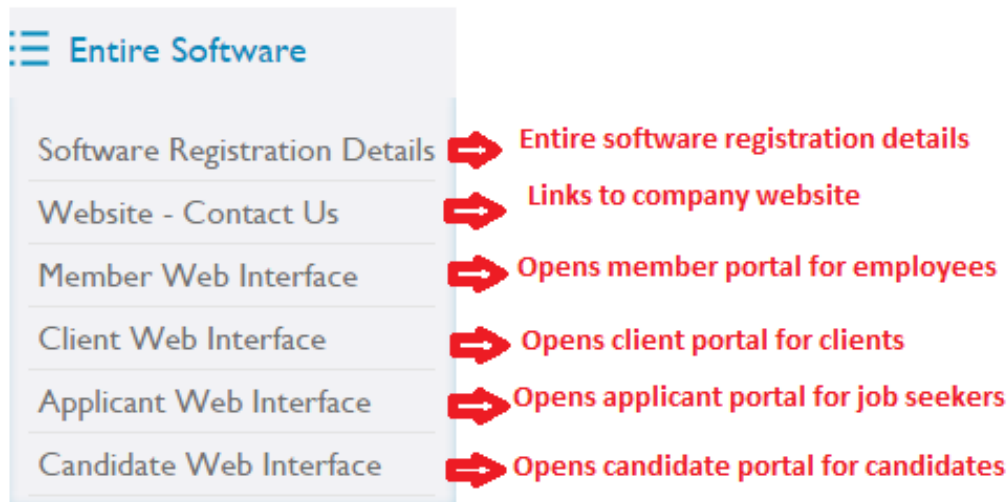 Entire Software
Software Registration Details
Entire software registration details
Website - Contact Us
Links to company website
Member Web Interface
Opens member portal for employees
Client Web Interface
Opens client portal for clients
Applicant Web Interface
Opens applicant portal for job seekers
Candidate Web Interface
Opens candidate portal for candidates